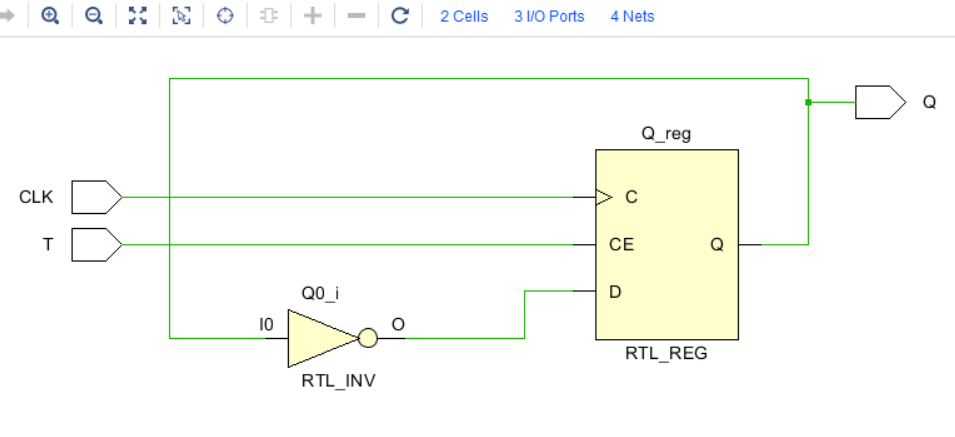 2 Cells 3 I/O Ports 4 Nets
Q
Q_reg
CLK
C
T
CE
Q
D
Q0_i
I0
O
RTL_INV
RTL_REG